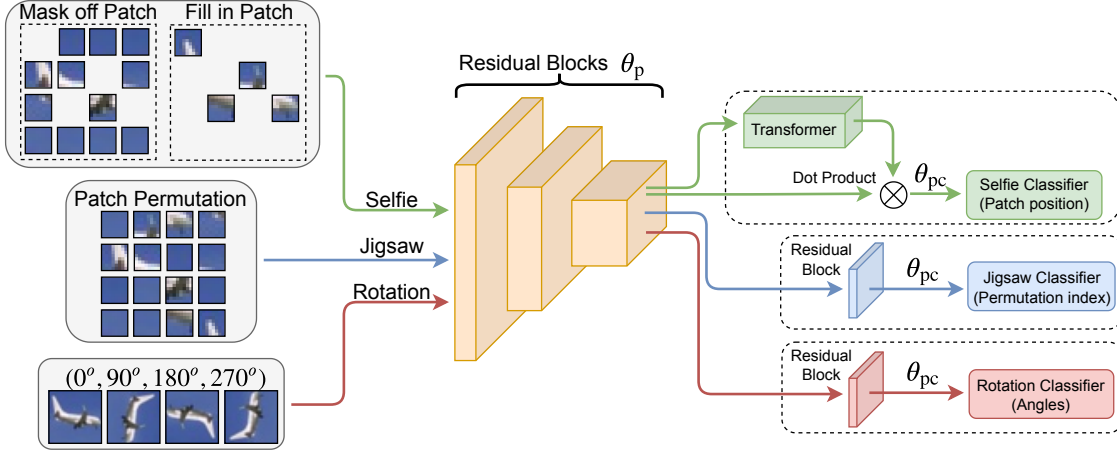 Mask off Patch
Fill in Patch
Residual Blocks θp
Transformer
Dot Product
θpc
Selfie Classifier
(Patch position)
Selfie
Patch Permutation
Jigsaw
Residual
Block
θpc
Jigsaw Classifier
(Permutation index)
Rotation
(0°, 90°, 180°, 270°)
Residual
Block
θpc
Rotation Classifier
(Angles)